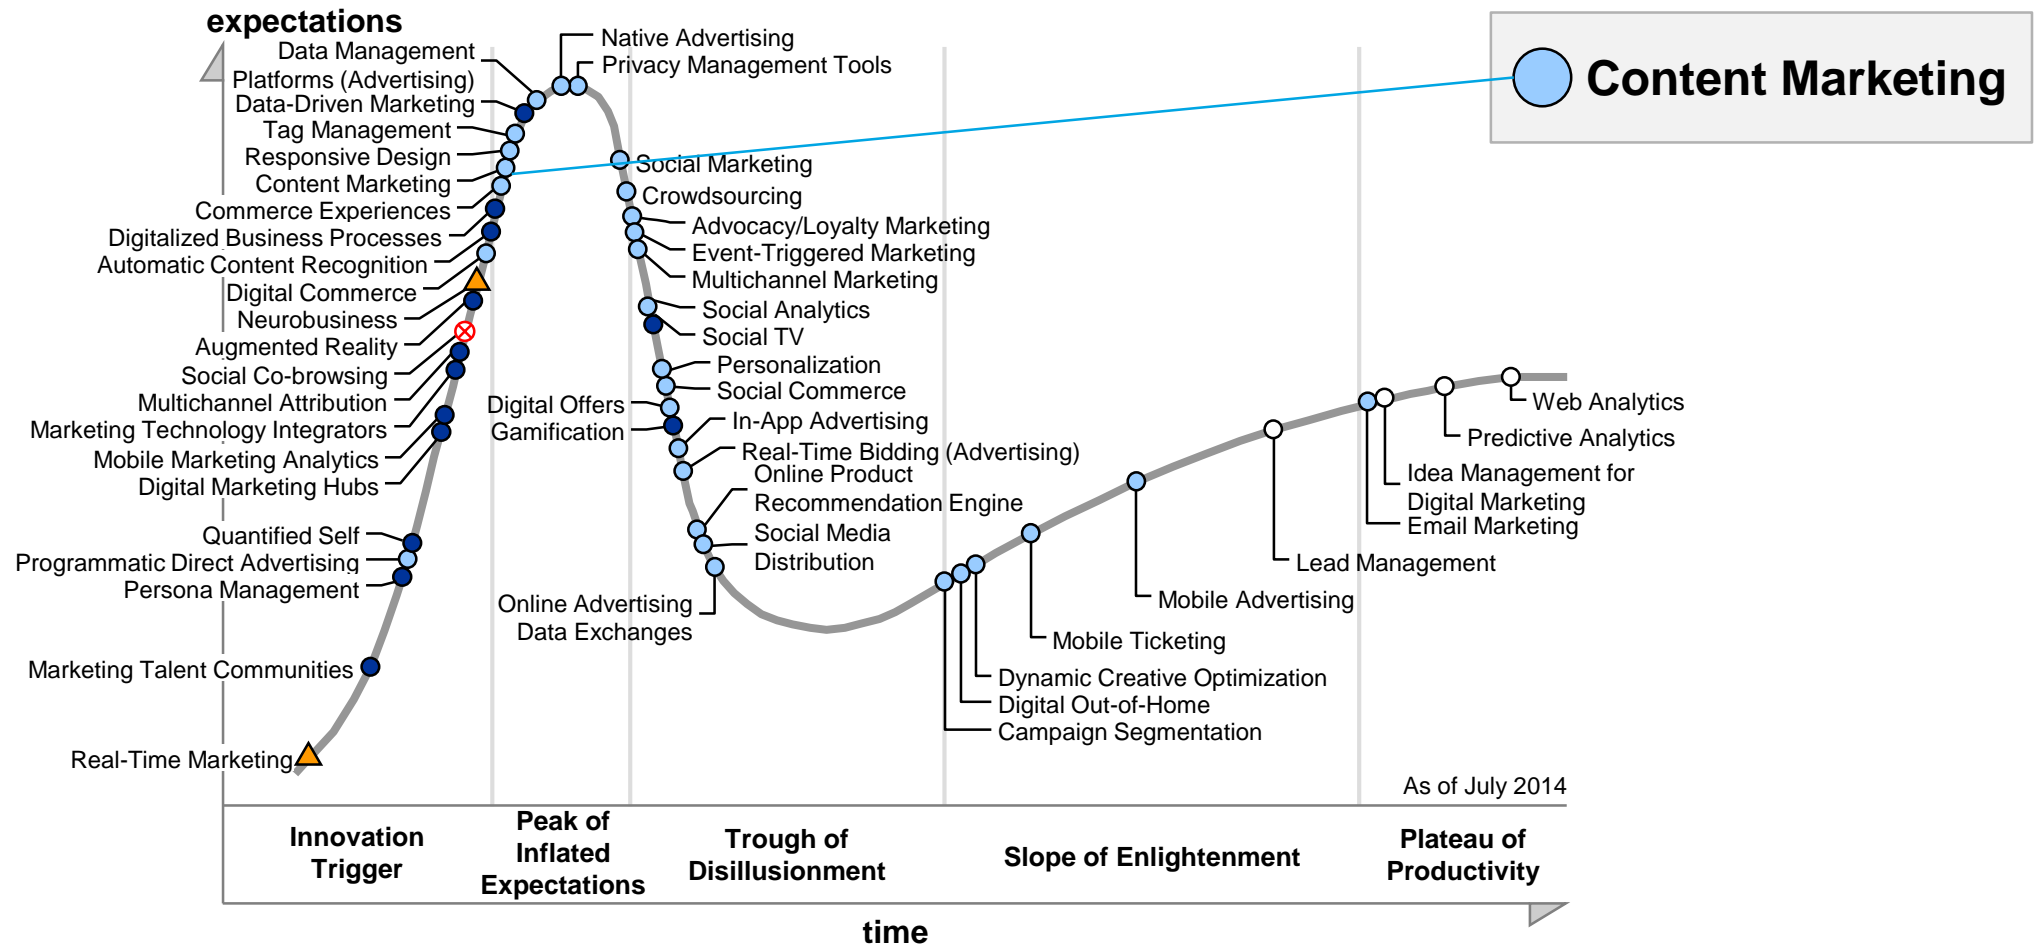 expectations
Data Management
Platforms (Advertising)
Data-Driven Marketing
Tag Management
Responsive Design
Content Marketing
Commerce Experiences
Digitalized Business Processes
Automatic Content Recognition
Digital Commerce
Neurobusiness
Augmented Reality
Social Co-browsing
Multichannel Attribution
Marketing Technology Integrators
Mobile Marketing Analytics
Digital Marketing Hubs
Quantified Self
Programmatic Direct Advertising
Persona Management
Marketing Talent Communities
Real-Time Marketing
Native Advertising
Privacy Management Tools
Content Marketing
Social Marketing
Crowdsourcing
Advocacy/Loyalty Marketing
Event-Triggered Marketing
Multichannel Marketing
Social Analytics
Social TV
Personalization
Social Commerce
Digital Offers
Gamification
In-App Advertising
Real-Time Bidding (Advertising)
Online Product
Recommendation Engine
Social Media
Distribution
Online Advertising
Data Exchanges
Web Analytics
Predictive Analytics
Idea Management for
Digital Marketing
Email Marketing
Lead Management
Mobile Advertising
Mobile Ticketing
Dynamic Creative Optimization
Digital Out-of-Home
Campaign Segmentation
As of July 2014
Innovation
Trigger
Peak of
Inflated
Expectations
Trough of
Disillusionment
Slope of Enlightenment
Plateau of
Productivity
time